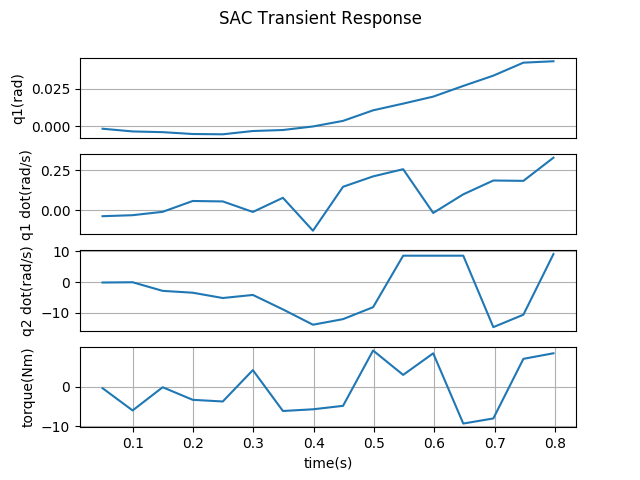 SAC Transient Response
q1(rad)
0.025
0.000
q1 dot(rad/s)
0.25
0.00
q2 dot(rad/s)
10
0
−10
torque(Nm)
0
−10
0.1 0.2 0.3 0.4 0.5 0.6 0.7 0.8
time(s)